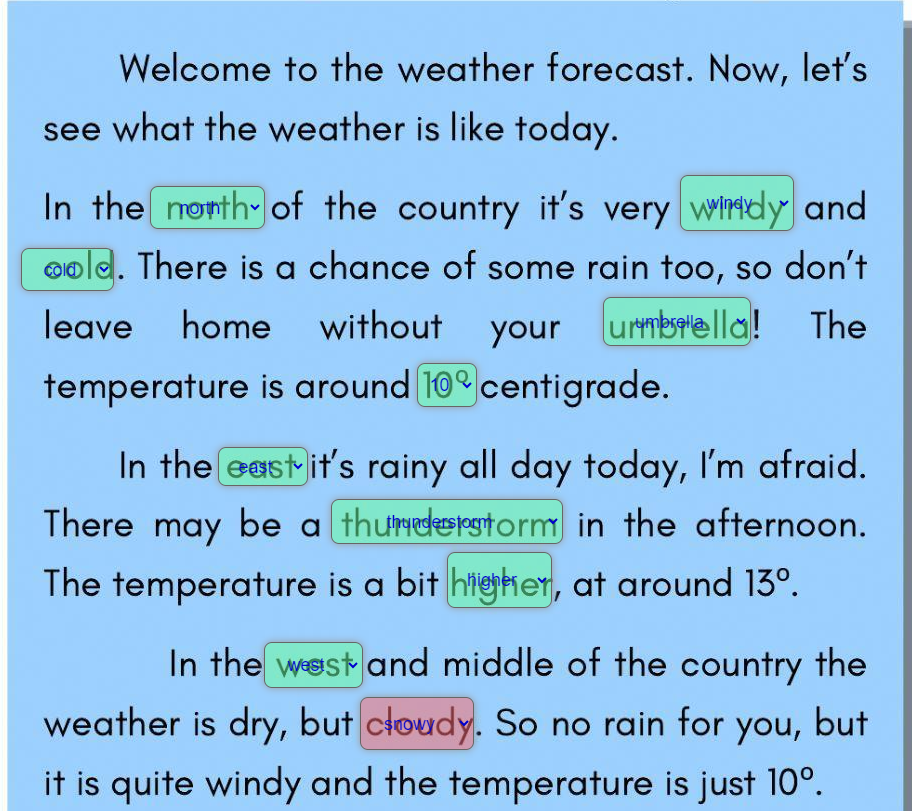 Welcome to the weather forecast. Now, let's
see what the weather is like today.
In the north of the country it's very windy and
cold. There is a chance of some rain too, so don't
leave home without your umbrella! The
temperature is around 10 centigrade.
In the east it's rainy all day today, I'm afraid.
There may be a thunderstorm in the afternoon.
The temperature is a bit higher, at around 13º.
In the west and middle of the country the
weather is dry, but snowy. So no rain for you, but
it is quite windy and the temperature is just 10º.